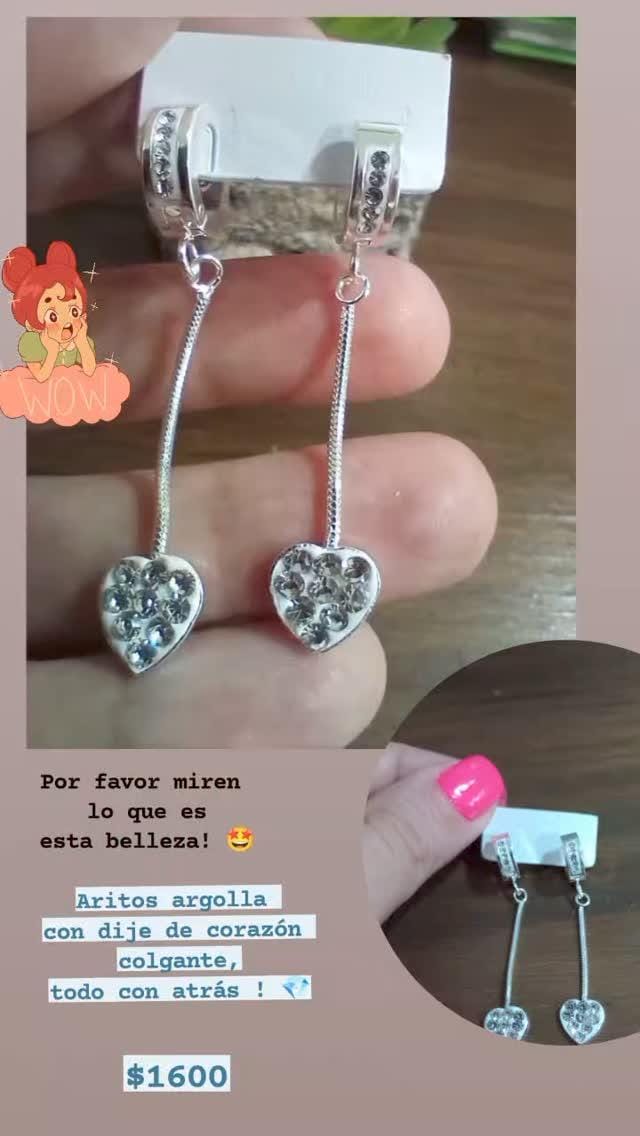 WOW
Por favor miren
lo que es
esta belleza! 🤩
Aritos argolla
con dije de corazón
colgante,
todo con atrás ! 💎
$1600